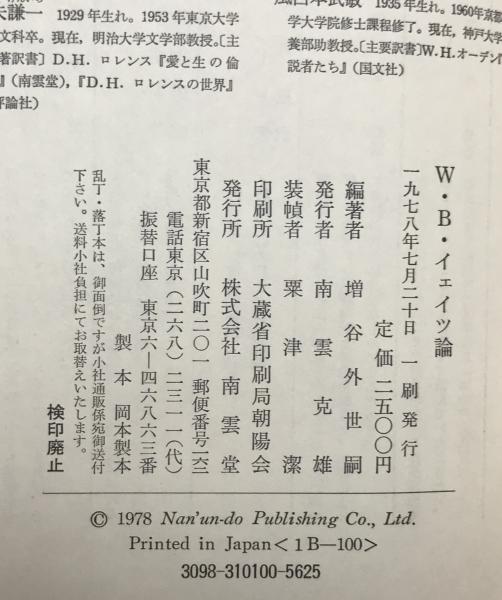 謙一 1929年生れ。1953年東京大学
文科卒。現在, 明治大学文学部教授。〔主
著訳書〕D.H. ロレンス『愛と生の倫
』(南雲堂),『D.H. ロレンスの世界』
評論社)
1935年生れ。1960年京都
学大学院修士課程修了。現在, 神戸大学
養部助教授。〔主要訳書〕W.H.オーデン
説者たち』(国文社)
W・B・イェイツ論
一九七八年七月二十日 一刷発行
定価 二五〇〇円
編著者 増谷外世嗣
発行者 南雲克雄
装幀者 粟津潔
印刷所 大蔵省印刷局朝陽会
発行所 株式会社 南雲堂
東京都新宿区山吹町二〇一 郵便番号一六二
電話東京(二六八)二三一一(代)
振替口座 東京六―四六八六三番
製本 岡本製本
乱丁・落丁本は、御面倒ですが小社通販係宛御送付
下さい。送料小社負担にてお取替えいたします。
検印廃止
© 1978 Nan'un-do Publishing Co., Ltd.
Printed in Japan<1B—100>
3098-310100-5625